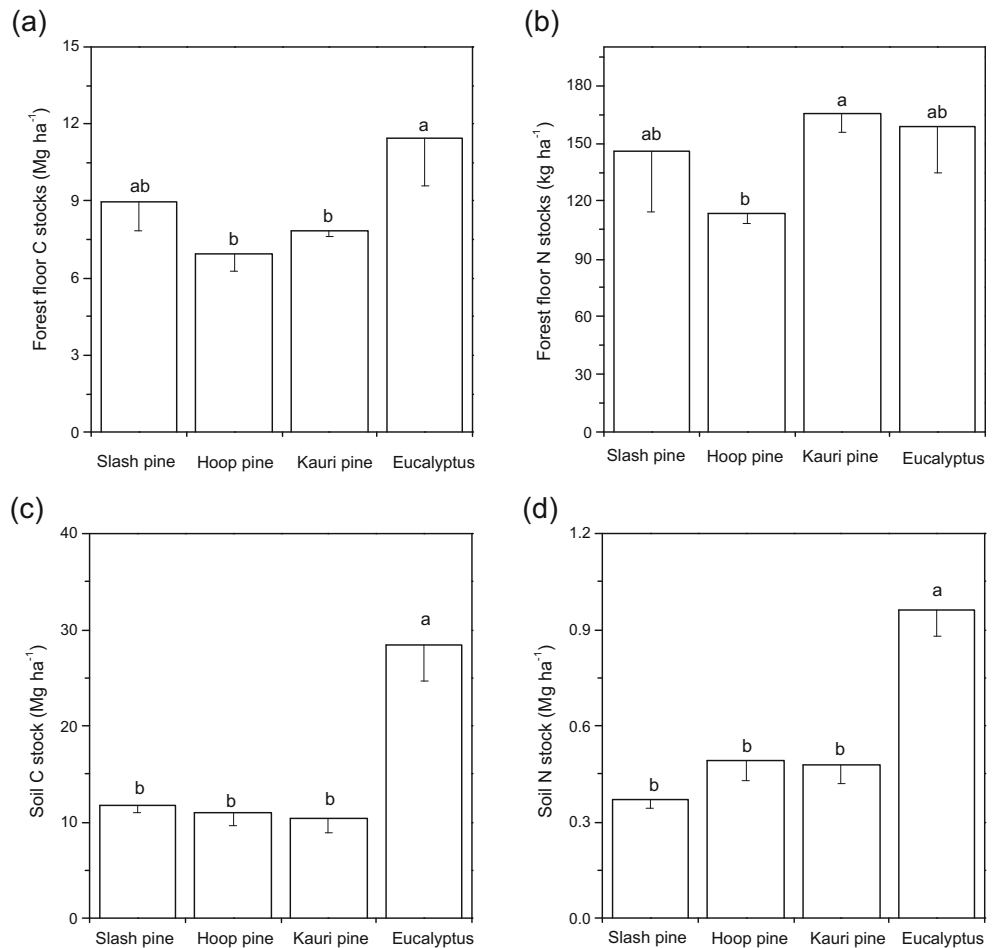 (a)
Forest floor C stocks (Mg ha⁻¹)
15
12
9
6
3
0
ab
b
b
a
Slash pine Hoop pine Kauri pine Eucalyptus
(b)
Forest floor N stocks (kg ha⁻¹)
180
150
120
90
60
30
0
ab
b
a
ab
Slash pine Hoop pine Kauri pine Eucalyptus
(c)
Soil C stock (Mg ha⁻¹)
40
30
20
10
0
b
b
b
a
Slash pine Hoop pine Kauri pine Eucalyptus
(d)
Soil N stock (Mg ha⁻¹)
1.2
0.9
0.6
0.3
0.0
b
b
b
a
Slash pine Hoop pine Kauri pine Eucalyptus